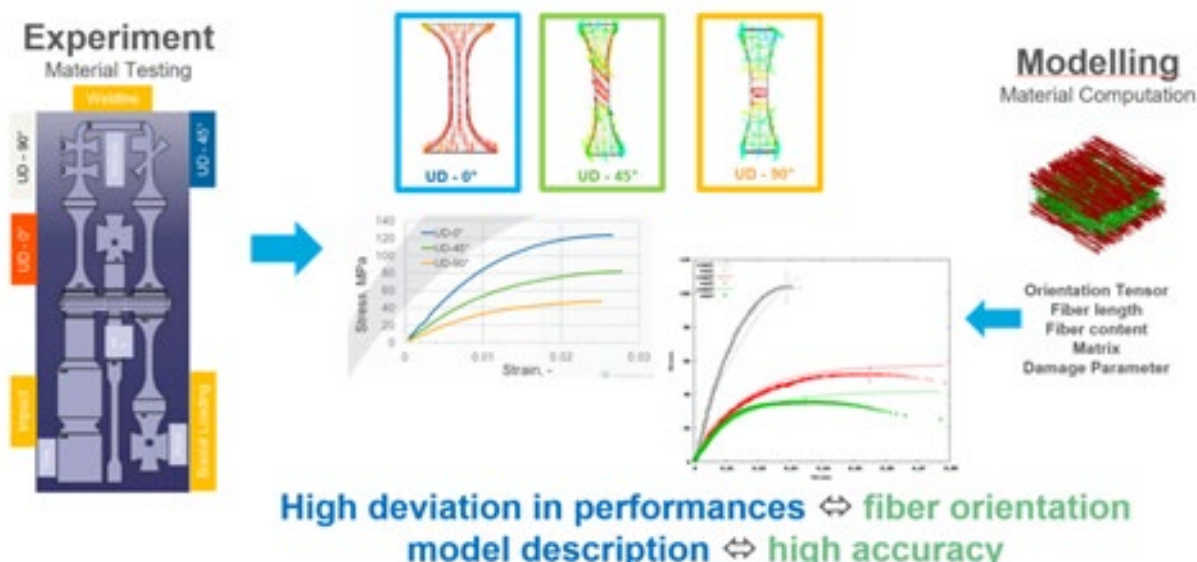 Experiment
Material Testing
Weldline
UD - 90°
UD - 45°
UD - 0°
Impact
Biaxial Loading
UD - 0°
UD - 45°
UD - 90°
140
120
100
80
60
40
20
0
Stress, MPa
UD-0°
UD-45°
UD-90°
0
0.01
0.02
0.03
Strain, -
Modelling
Material Computation
Orientation Tensor
Fiber length
Fiber content
Matrix
Damage Parameter
High deviation in performances ⇔ fiber orientation
model description ⇔ high accuracy